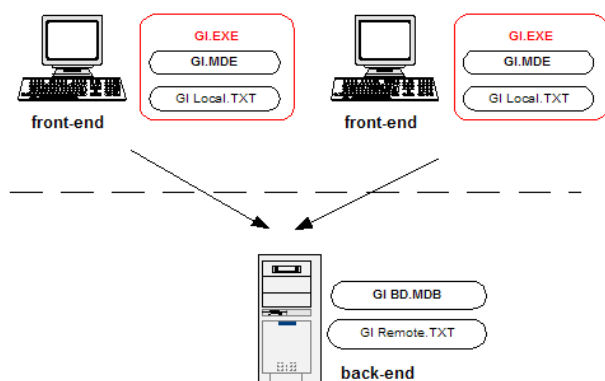 GI.EXE
GI.MDE
GI Local.TXT
front-end
GI.EXE
GI.MDE
GI Local.TXT
front-end
GI BD.MDB
GI Remote.TXT
back-end